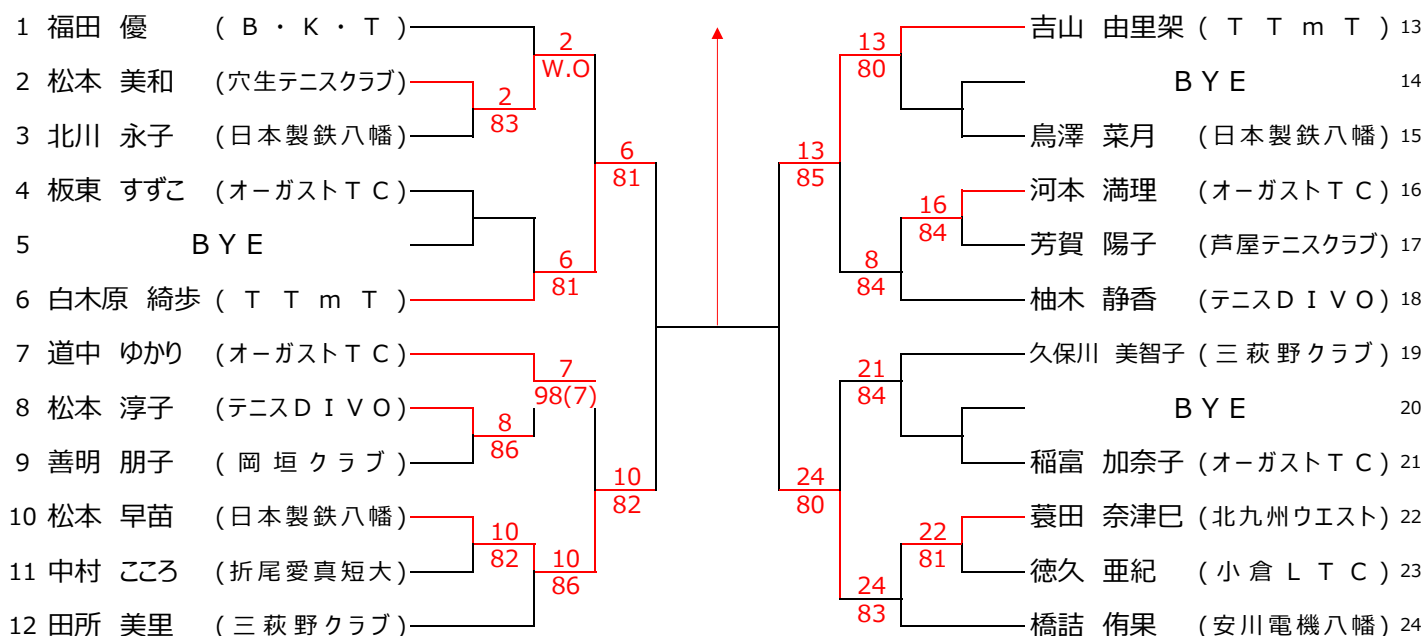 1 福田 優 (B・K・T)
2 松本 美和 (穴生テニスクラブ)
3 北川 永子 (日本製鉄八幡)
4 板東 すずこ (オーガストTC)
5 BYE
6 白木原 綺歩 (TTmT)
7 道中 ゆかり (オーガストTC)
8 松本 淳子 (テニスDIVO)
9 善明 朋子 (岡垣クラブ)
10 松本 早苗 (日本製鉄八幡)
11 中村 こころ (折尾愛真短大)
12 田所 美里 (三萩野クラブ)
2
83
10
82
8
86
2
W.O
6
81
7
98(7)
10
86
6
81
10
82
13
85
24
80
13
80
8
84
21
84
24
83
16
84
22
81
吉山 由里架 (TTmT) 13
BYE 14
鳥澤 菜月 (日本製鉄八幡) 15
河本 満理 (オーガストTC) 16
芳賀 陽子 (芦屋テニスクラブ) 17
柚木 静香 (テニスDIVO) 18
久保川 美智子 (三萩野クラブ) 19
BYE 20
稲富 加奈子 (オーガストTC) 21
蓑田 奈津巳 (北九州ウエスト) 22
徳久 亜紀 (小倉LTC) 23
橋詰 侑果 (安川電機八幡) 24